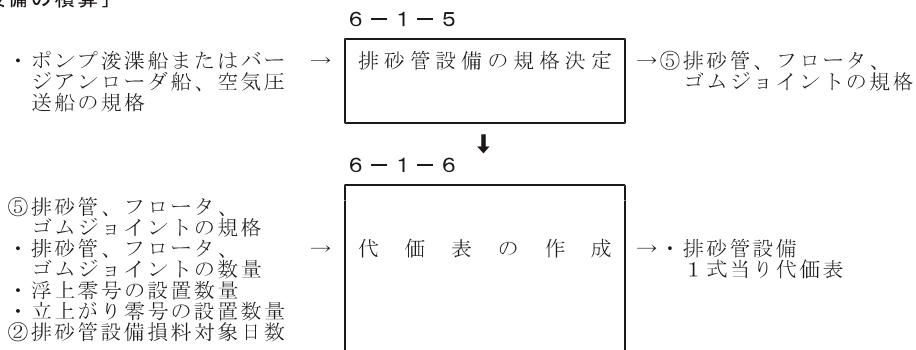 備の積算」
6－1－5
・ポンプ浚渫船またはバー
ジアンローダ船、空気圧
送船の規格
→
排砂管設備の規格決定
→⑤排砂管、フロータ、
ゴムジョイントの規格
⬇
6－1－6
⑤排砂管、フロータ、
ゴムジョイントの規格
・排砂管、フロータ、
ゴムジョイントの数量
・浮上零号の設置数量
・立上がり零号の設置数量
②排砂管設備損料対象日数
→
代価表の作成
→・排砂管設備
１式当り代価表